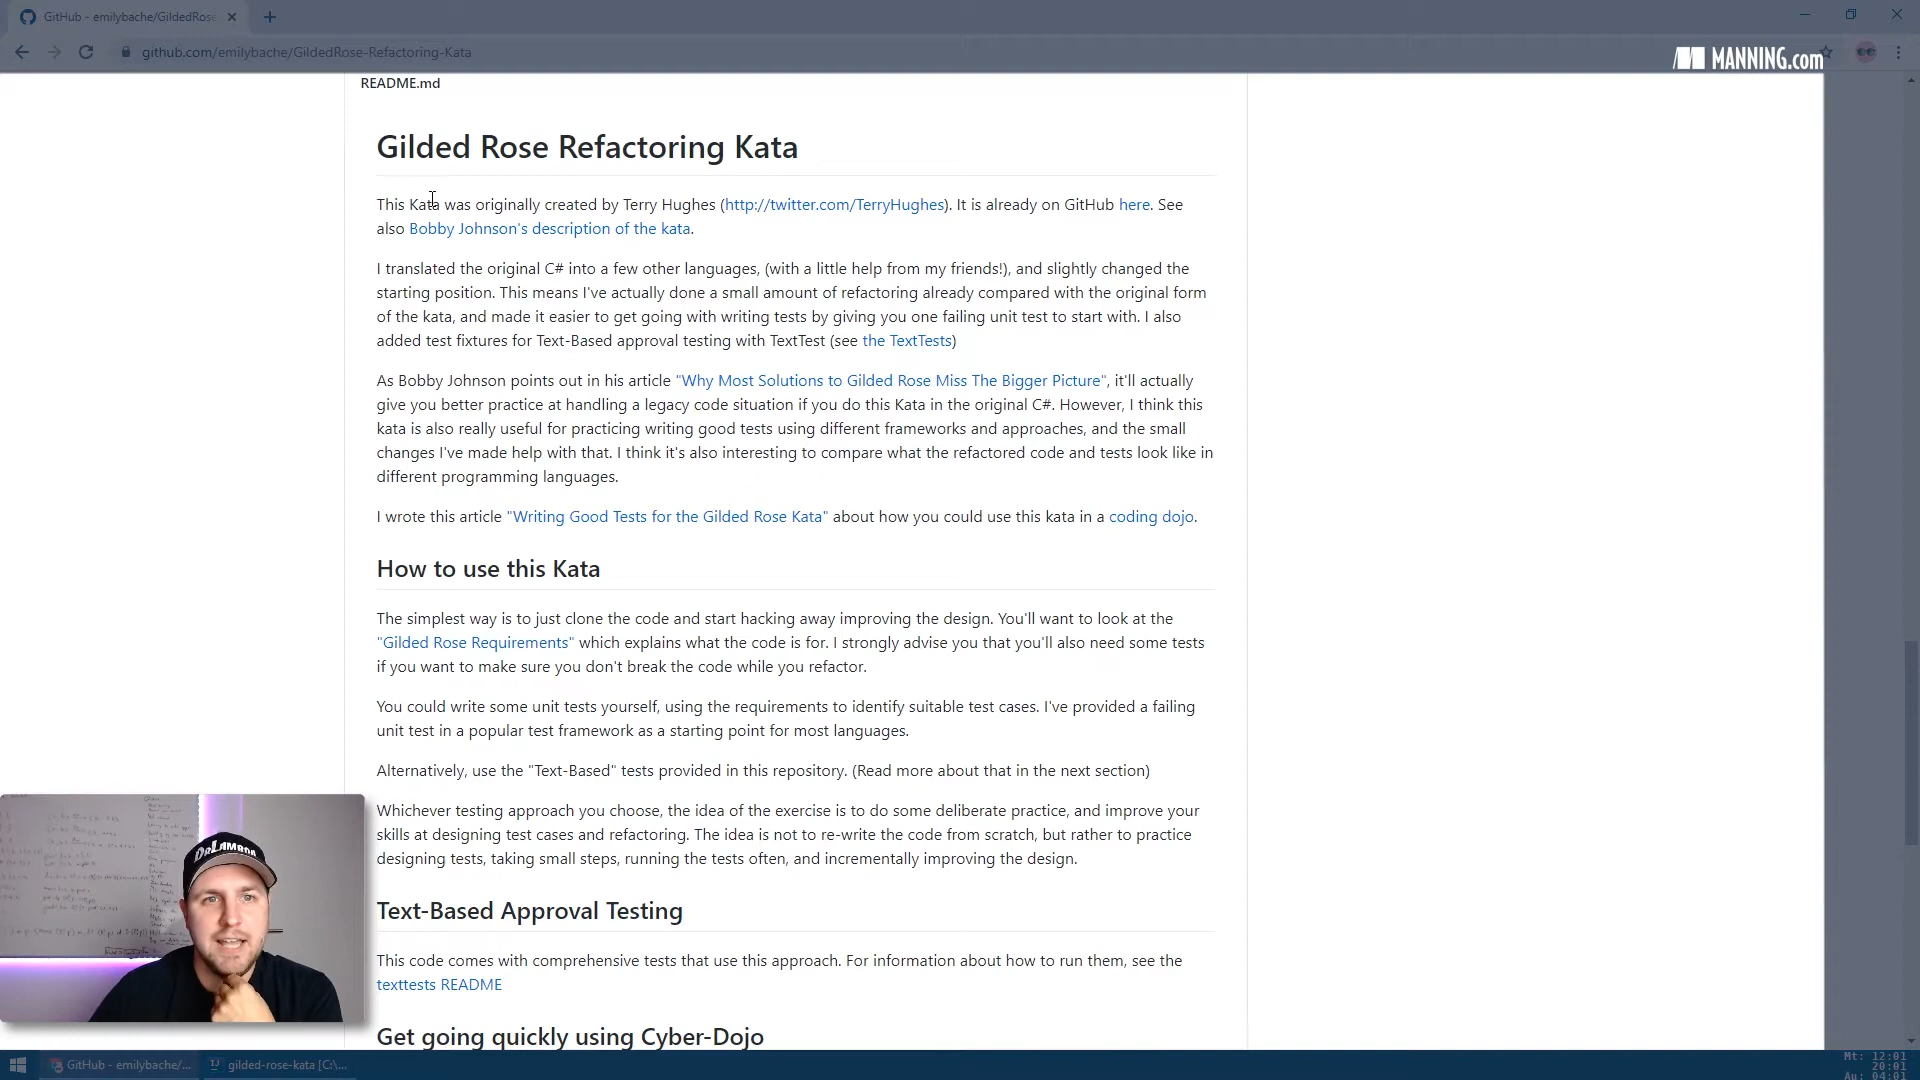 GitHub - emilybache/GildedRose
github.com/emilybache/GildedRose-Refactoring-Kata
MANNING.com
README.md
Gilded Rose Refactoring Kata
This Kata was originally created by Terry Hughes (http://twitter.com/TerryHughes). It is already on GitHub here. See
also Bobby Johnson's description of the kata.
I translated the original C# into a few other languages, (with a little help from my friends!), and slightly changed the
starting position. This means I've actually done a small amount of refactoring already compared with the original form
of the kata, and made it easier to get going with writing tests by giving you one failing unit test to start with. I also
added test fixtures for Text-Based approval testing with TextTest (see the TextTests)
As Bobby Johnson points out in his article "Why Most Solutions to Gilded Rose Miss The Bigger Picture", it'll actually
give you better practice at handling a legacy code situation if you do this Kata in the original C#. However, I think this
kata is also really useful for practicing writing good tests using different frameworks and approaches, and the small
changes I've made help with that. I think it's also interesting to compare what the refactored code and tests look like in
different programming languages.
I wrote this article "Writing Good Tests for the Gilded Rose Kata" about how you could use this kata in a coding dojo.
How to use this Kata
The simplest way is to just clone the code and start hacking away improving the design. You'll want to look at the
"Gilded Rose Requirements" which explains what the code is for. I strongly advise you that you'll also need some tests
if you want to make sure you don't break the code while you refactor.
You could write some unit tests yourself, using the requirements to identify suitable test cases. I've provided a failing
unit test in a popular test framework as a starting point for most languages.
Alternatively, use the "Text-Based" tests provided in this repository. (Read more about that in the next section)
Whichever testing approach you choose, the idea of the exercise is to do some deliberate practice, and improve your
skills at designing test cases and refactoring. The idea is not to re-write the code from scratch, but rather to practice
designing tests, taking small steps, running the tests often, and incrementally improving the design.
DRLAMBDA
Text-Based Approval Testing
This code comes with comprehensive tests that use this approach. For information about how to run them, see the
texttests README
Get going quickly using Cyber-Dojo
GitHub - emilybache/...
gilded-rose-kata [C:\...
Mt: 12:01
20:01
Au: 04:01